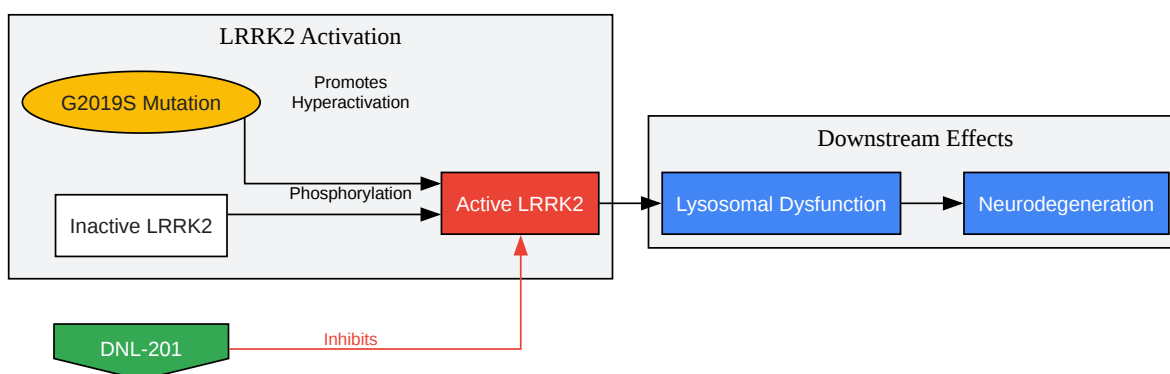 LRRK2 Activation
Promotes
Hyperactivation
G2019S Mutation
Phosphorylation
Inactive LRRK2
Active LRRK2
Downstream Effects
Lysosomal Dysfunction
Neurodegeneration
DNL-201
Inhibits